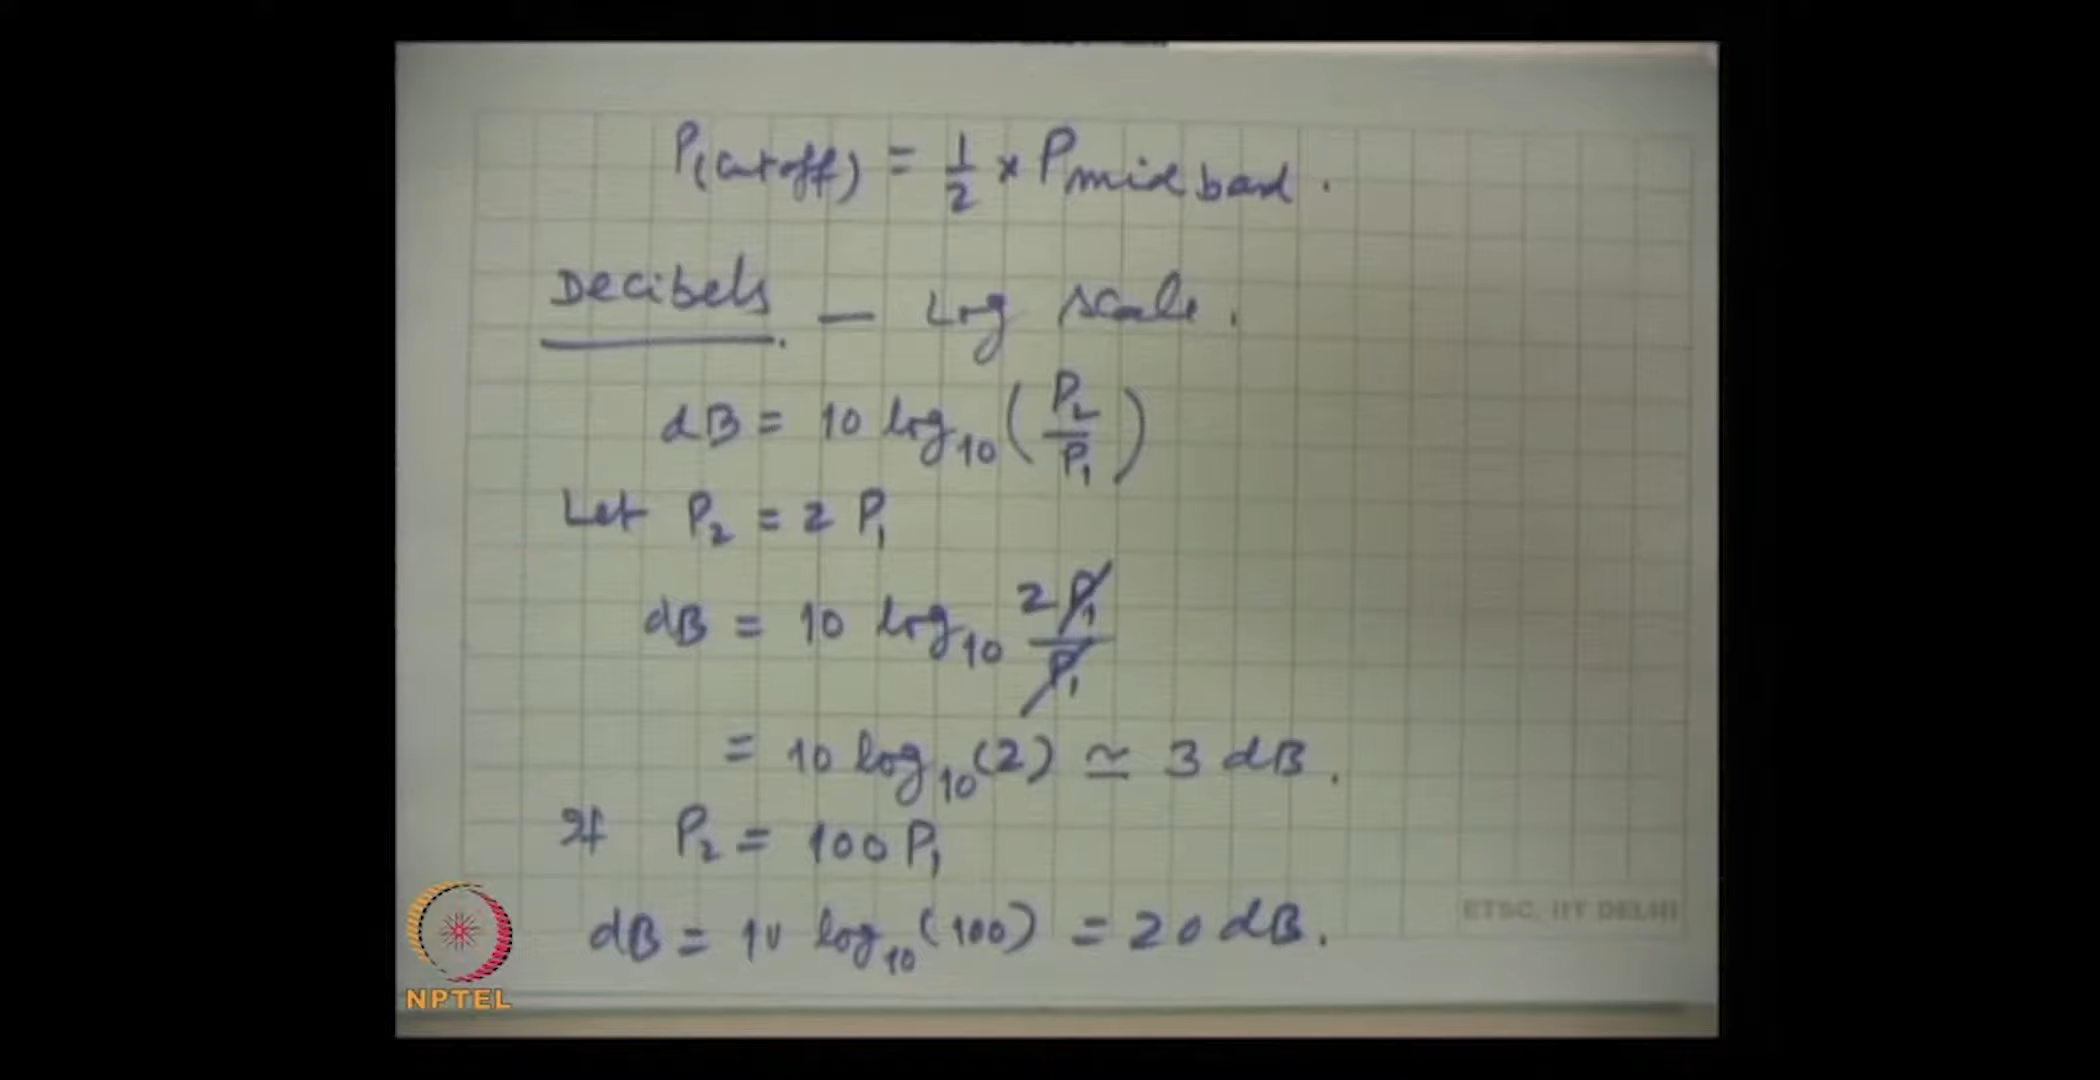 P(cutoff) = 1/2 × Pmid band.
Decibels. — Log scale.
dB = 10 log10 (P2/P1)
Let P2 = 2 P1
dB = 10 log10 2P1/P1
= 10 log10(2) ≃ 3 dB.
If P2 = 100 P1
dB = 10 log10(100) = 20 dB.
ETSC, IIT DELHI
NPTEL